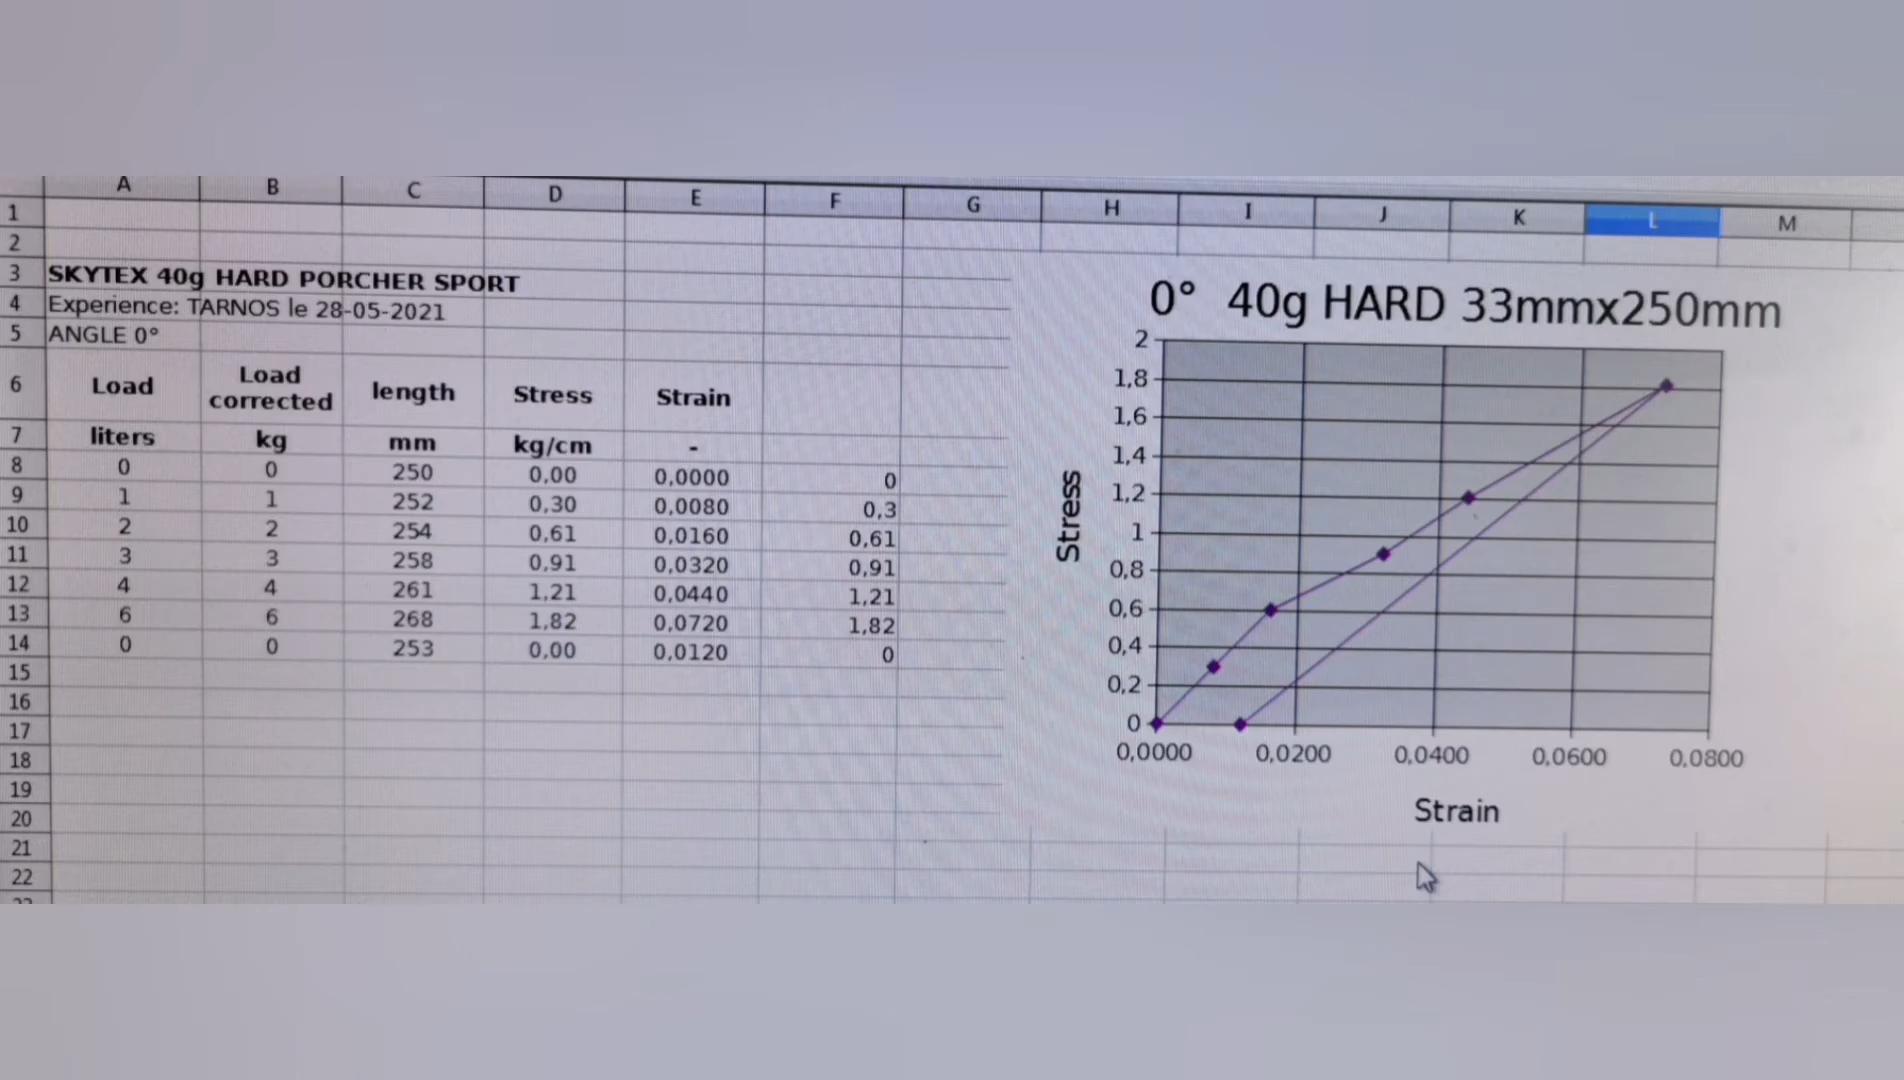 A B C D E F G H I J K L M
1
2
3 SKYTEX 40g HARD PORCHER SPORT
4 Experience: TARNOS le 28-05-2021
5 ANGLE 0°
6 Load Load corrected length Stress Strain
7 liters kg mm kg/cm -
8 0 0 250 0,00 0,0000 0
9 1 1 252 0,30 0,0080 0,3
10 2 2 254 0,61 0,0160 0,61
11 3 3 258 0,91 0,0320 0,91
12 4 4 261 1,21 0,0440 1,21
13 6 6 268 1,82 0,0720 1,82
14 0 0 253 0,00 0,0120 0
15
16
17
18
19
20
21
22
0° 40g HARD 33mmx250mm
2
1,8
1,6
1,4
1,2
1
0,8
0,6
0,4
0,2
0
Stress
0,0000 0,0200 0,0400 0,0600 0,0800
Strain